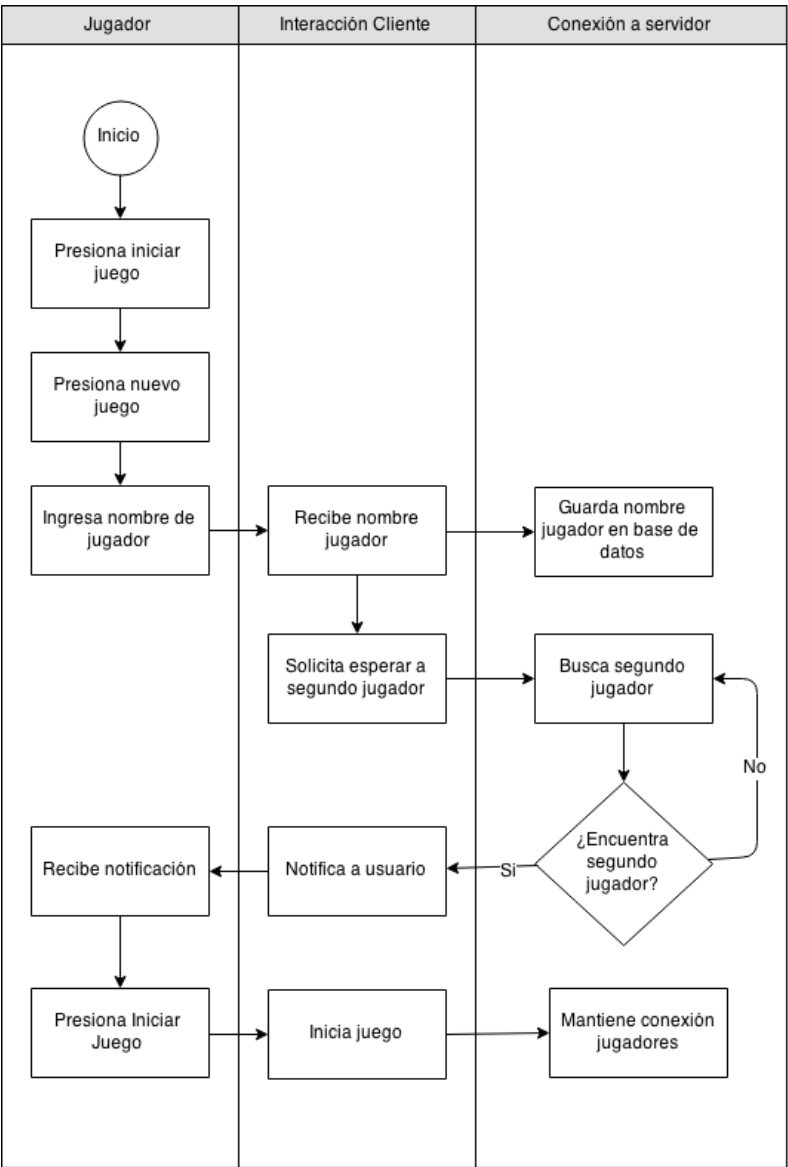 Jugador
Interacción Cliente
Conexión a servidor
Inicio
Presiona iniciar
juego
Presiona nuevo
juego
Ingresa nombre de
jugador
Recibe nombre
jugador
Guarda nombre
jugador en base de
datos
Solicita esperar a
segundo jugador
Busca segundo
jugador
No
¿Encuentra
segundo
jugador?
Si
Notifica a usuario
Recibe notificación
Presiona Iniciar
Juego
Inicia juego
Mantiene conexión
jugadores